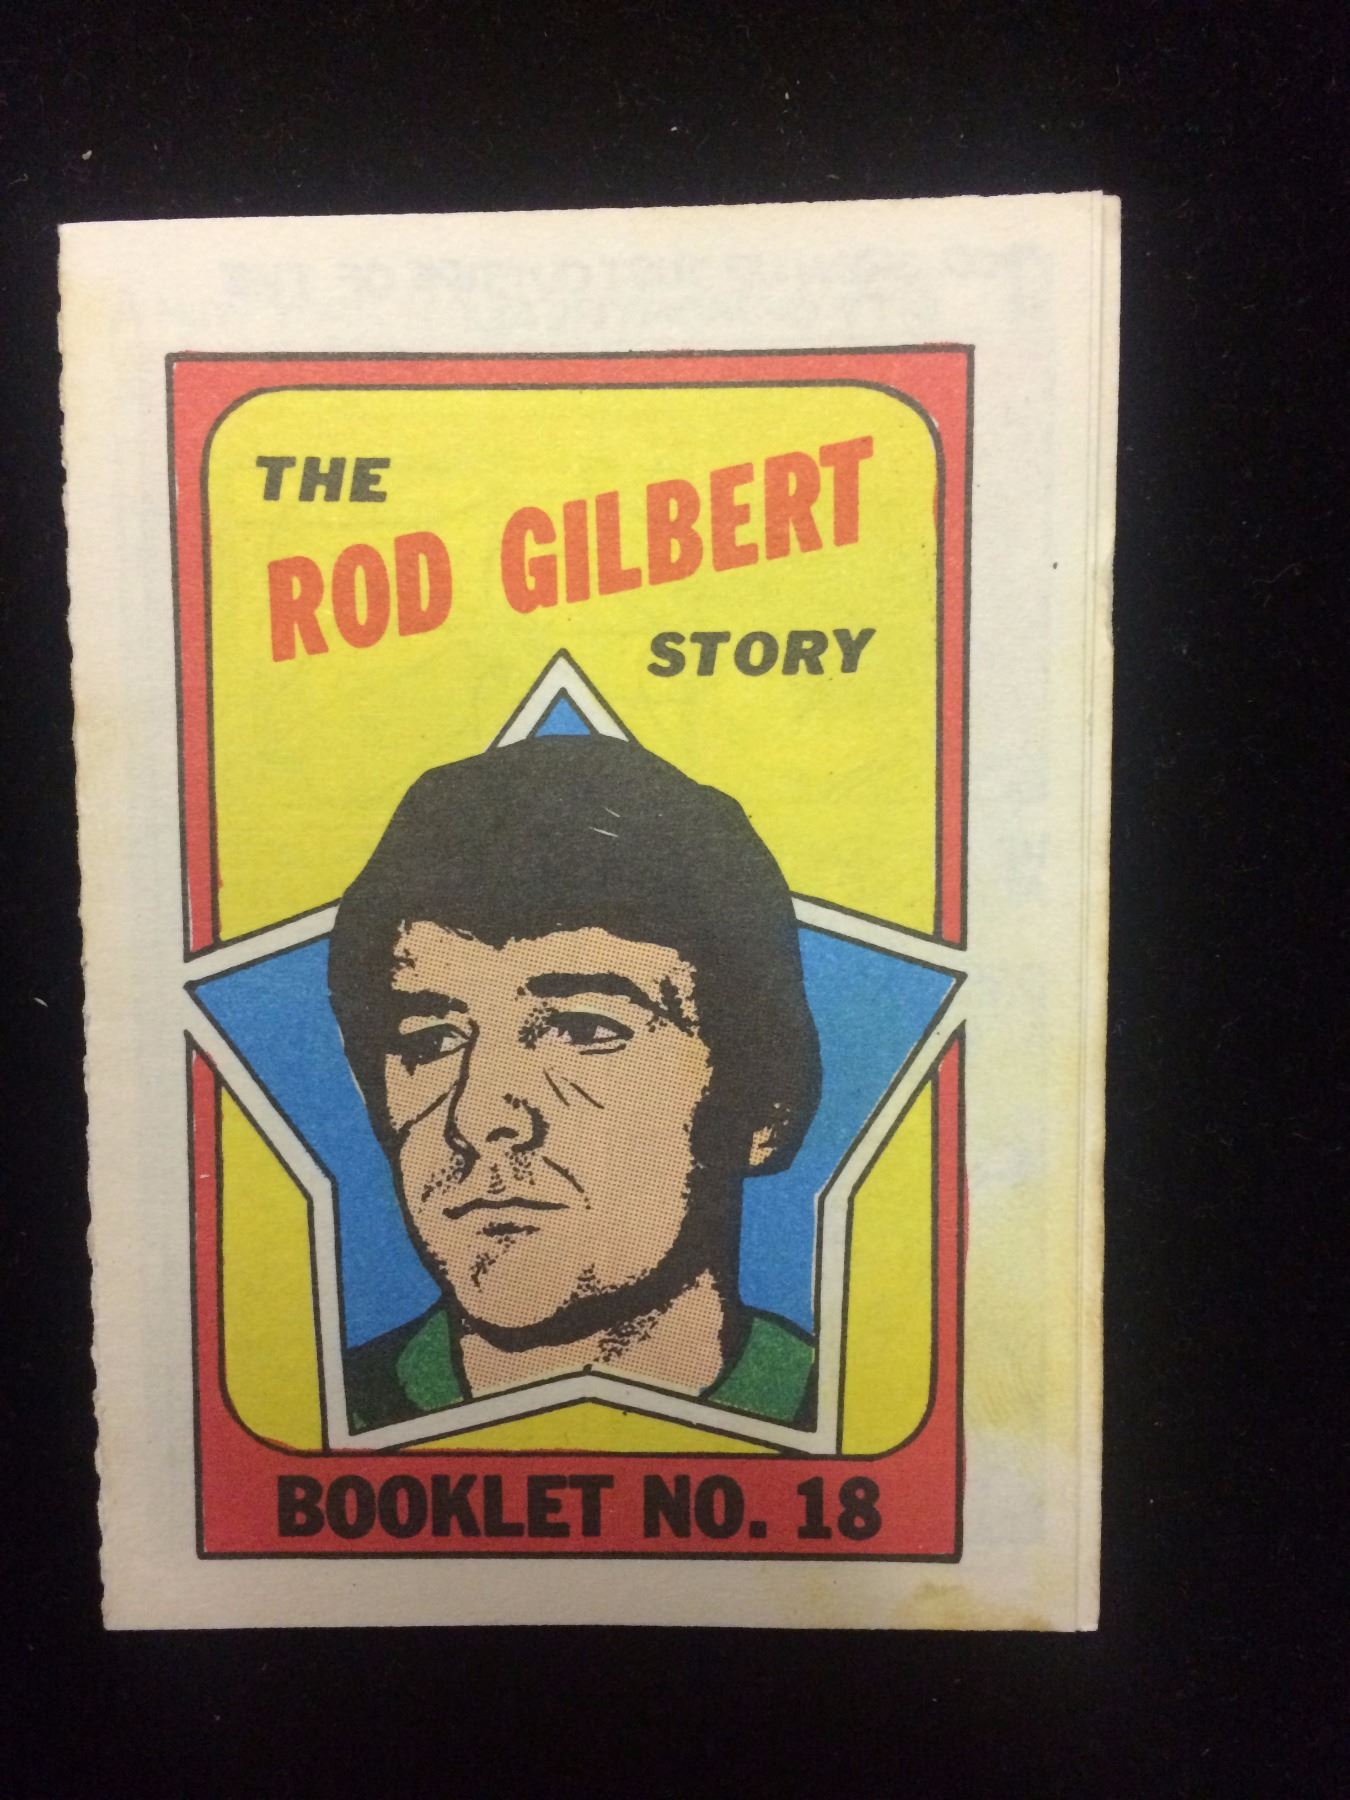 THE
ROD GILBERT
STORY
BOOKLET NO. 18